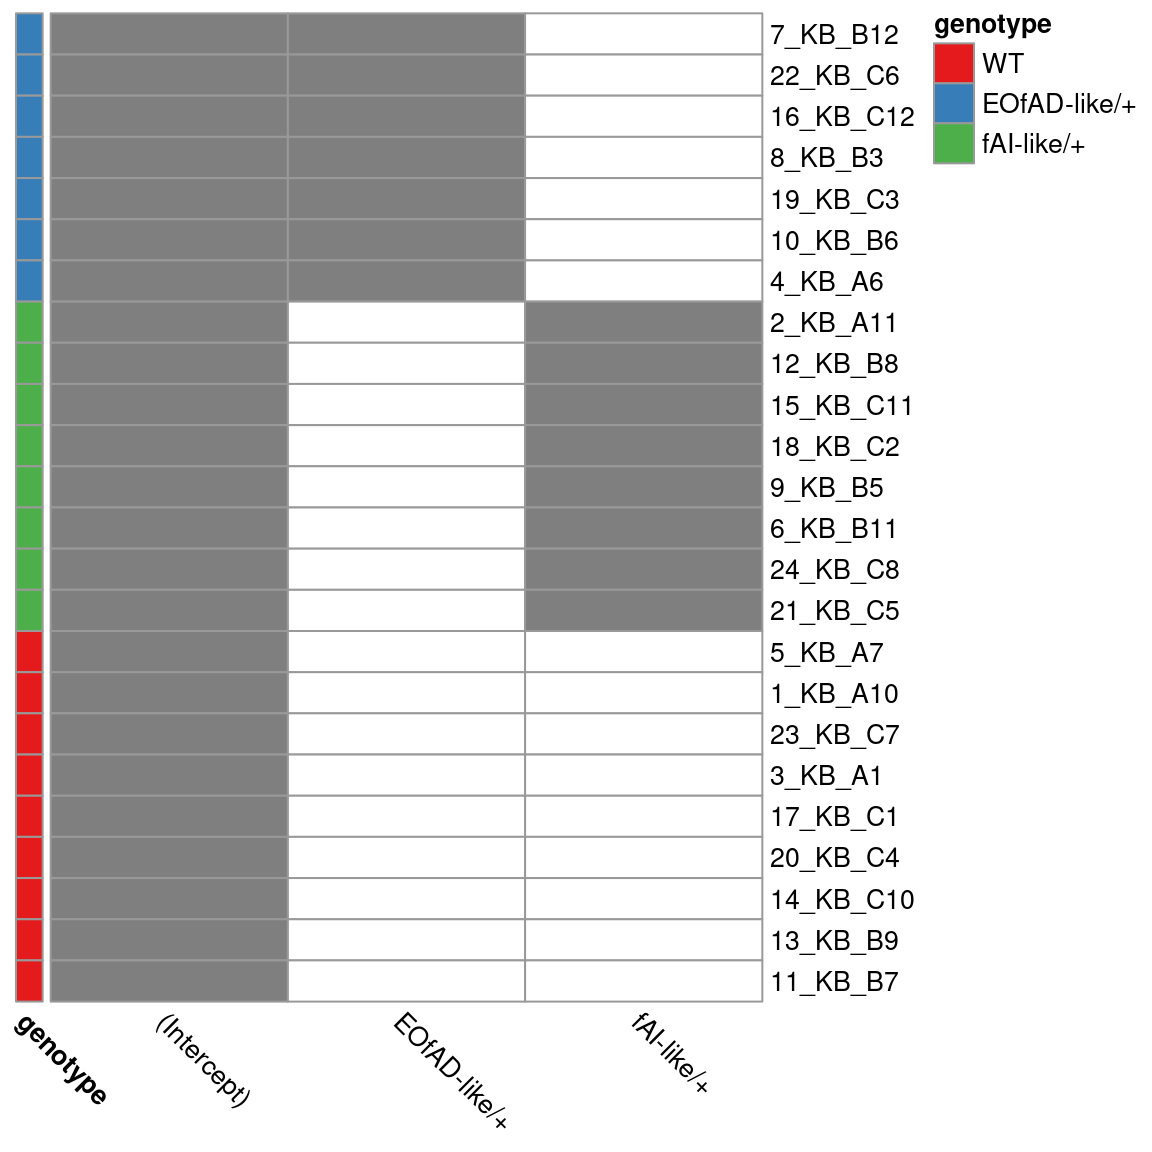 genotype
WT
EOfAD-like/+
fAI-like/+
7_KB_B12
22_KB_C6
16_KB_C12
8_KB_B3
19_KB_C3
10_KB_B6
4_KB_A6
2_KB_A11
12_KB_B8
15_KB_C11
18_KB_C2
9_KB_B5
6_KB_B11
24_KB_C8
21_KB_C5
5_KB_A7
1_KB_A10
23_KB_C7
3_KB_A1
17_KB_C1
20_KB_C4
14_KB_C10
13_KB_B9
11_KB_B7
genotype
(Intercept)
EOfAD-like/+
fAI-like/+